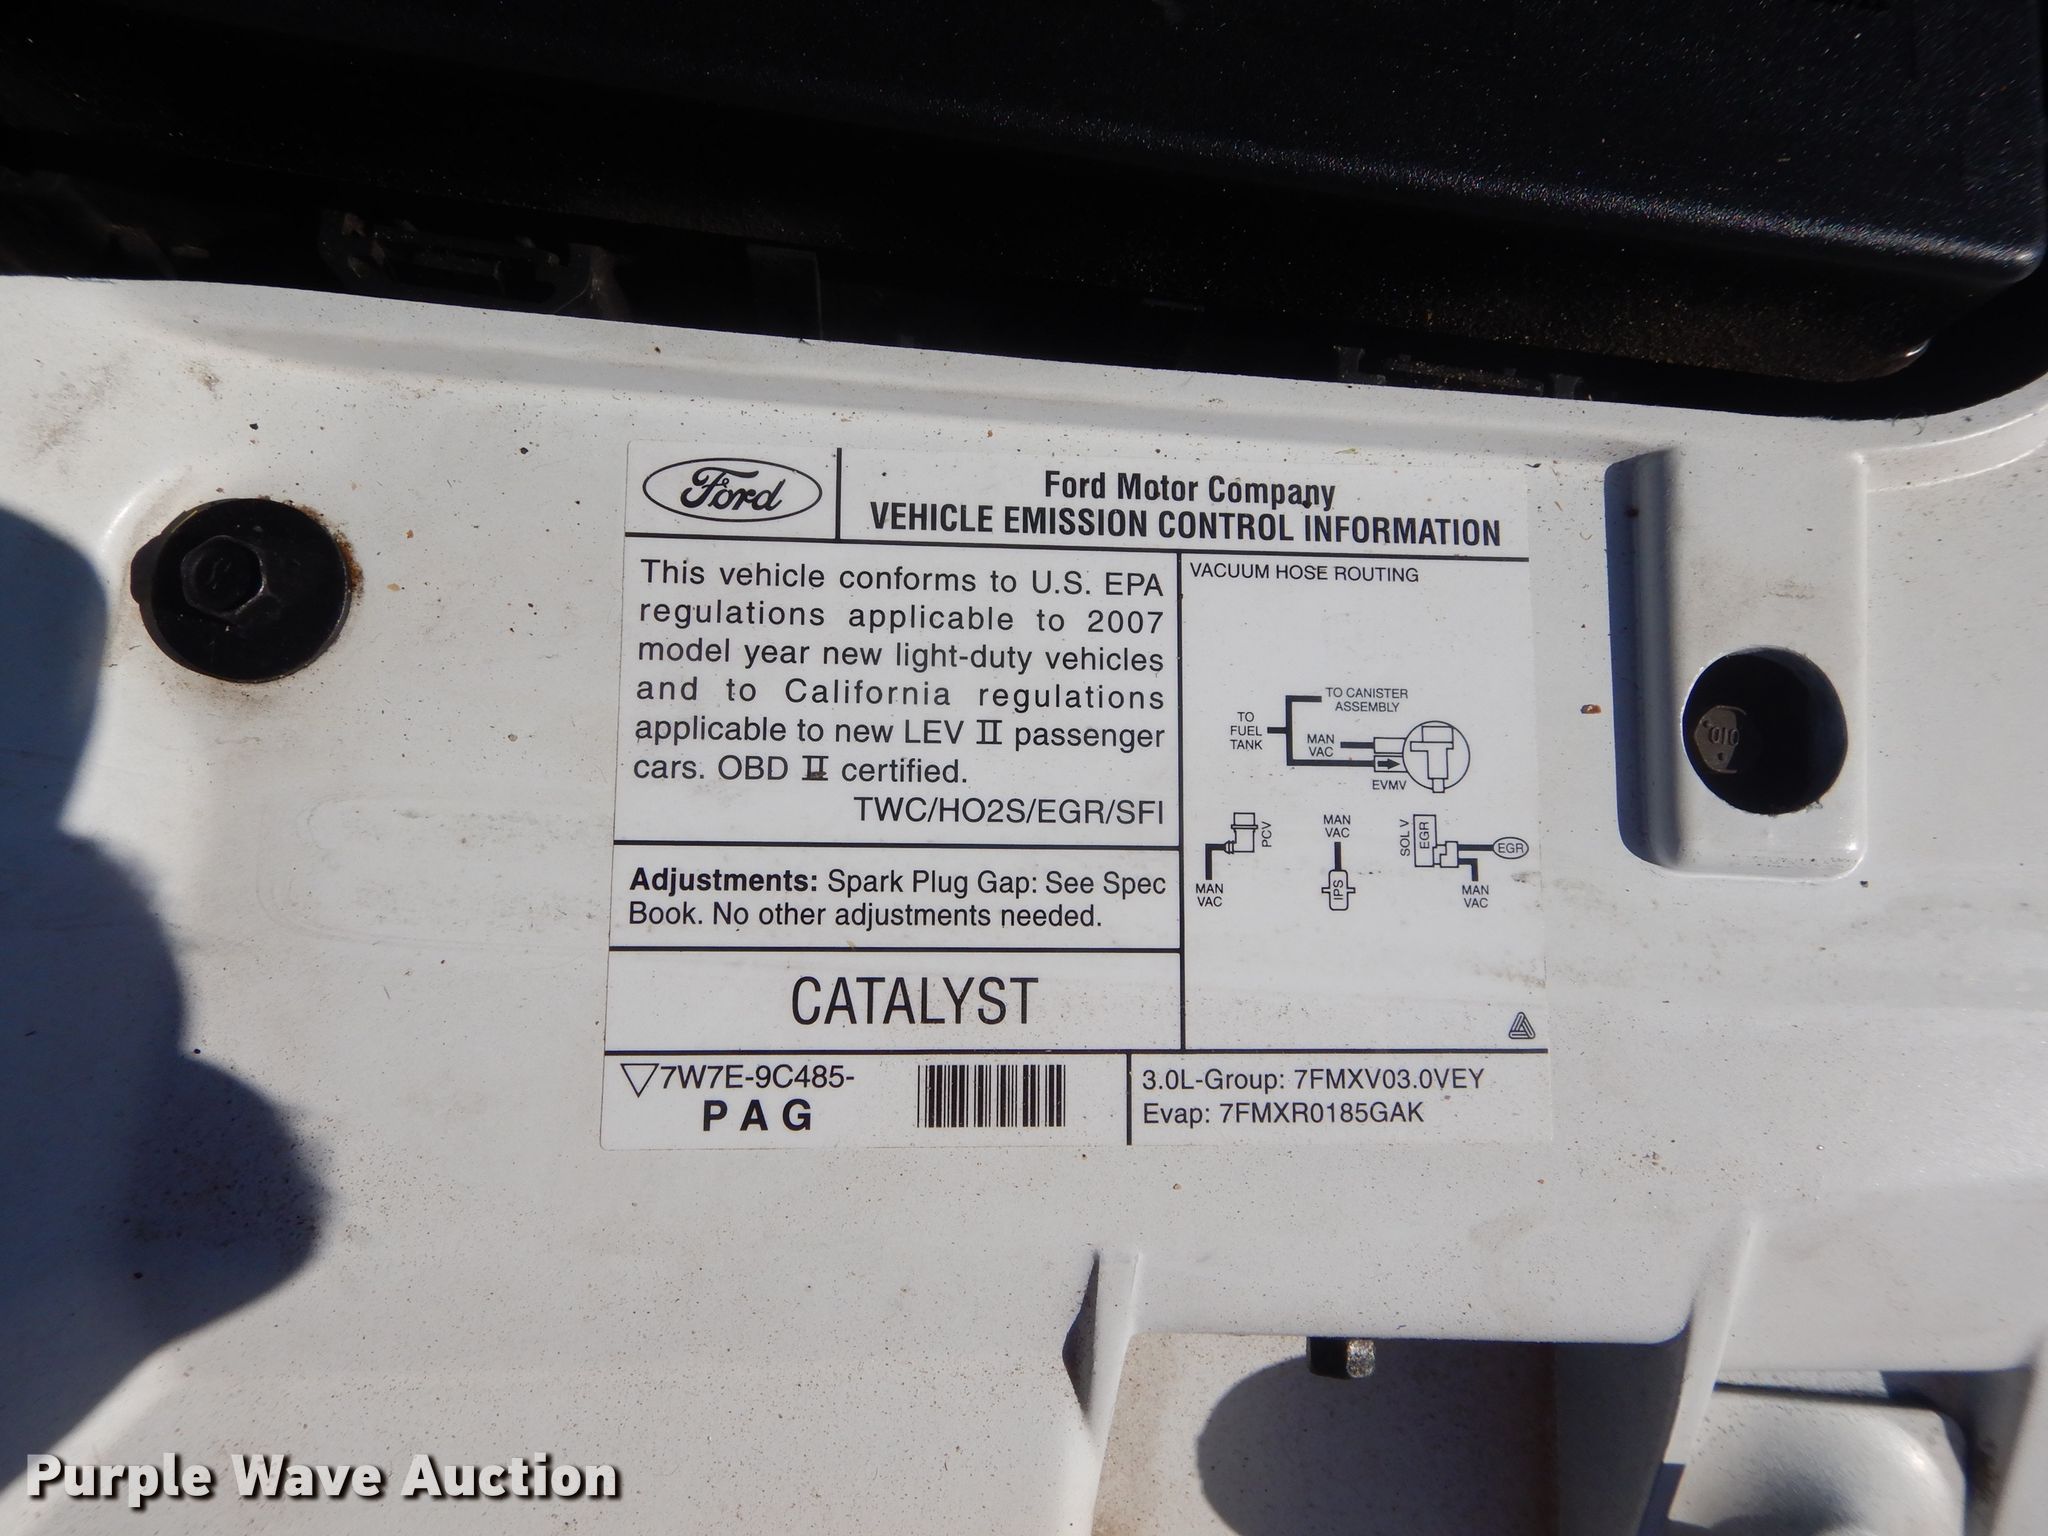 Ford
Ford Motor Company
VEHICLE EMISSION CONTROL INFORMATION
This vehicle conforms to U.S. EPA
regulations applicable to 2007
model year new light-duty vehicles
and to California regulations
applicable to new LEV II passenger
cars. OBD II certified.
TWC/HO2S/EGR/SFI
Adjustments: Spark Plug Gap: See Spec
Book. No other adjustments needed.
CATALYST
7W7E-9C485-
PAG
VACUUM HOSE ROUTING
TO CANISTER
ASSEMBLY
TO
FUEL
TANK
MAN
VAC
EVMV
PCV
MAN
VAC
MAN
VAC
IPS
SOL V
EGR
EGR
MAN
VAC
3.0L-Group: 7FMXV03.0VEY
Evap: 7FMXR0185GAK
010
Purple Wave Auction